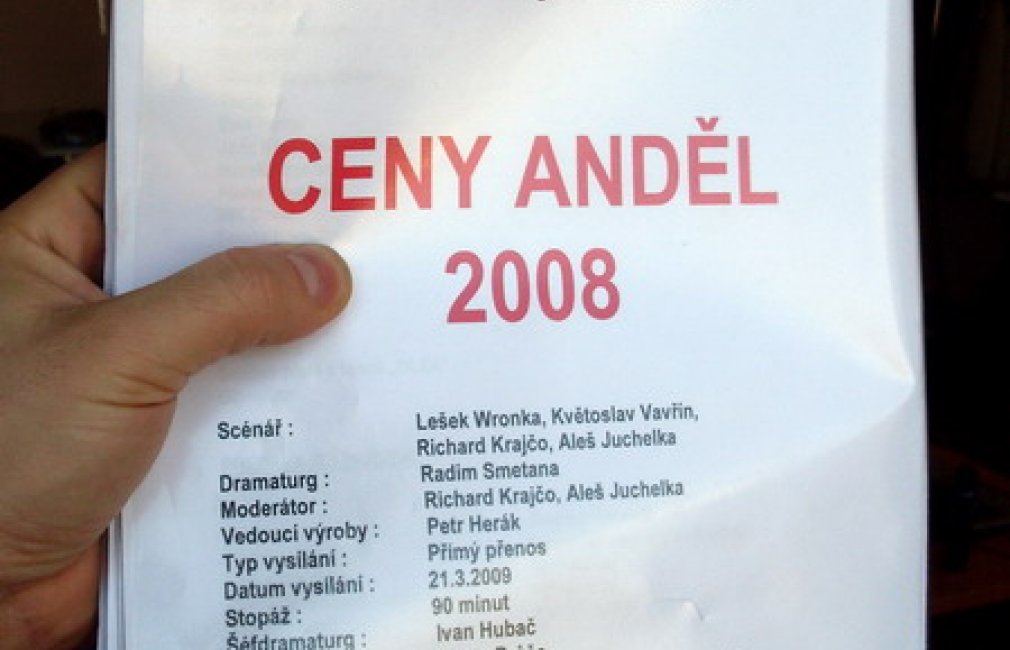 CENY ANDĚL
2008
Scénář : Lešek Wronka, Květoslav Vavřin,
Richard Krajčo, Aleš Juchelka
Dramaturg : Radim Smetana
Moderátor : Richard Krajčo, Aleš Juchelka
Vedoucí výroby : Petr Herák
Typ vysílání : Přímý přenos
Datum vysílání : 21.3.2009
Stopáž : 90 minut
Šéfdramaturg : Ivan Hubač